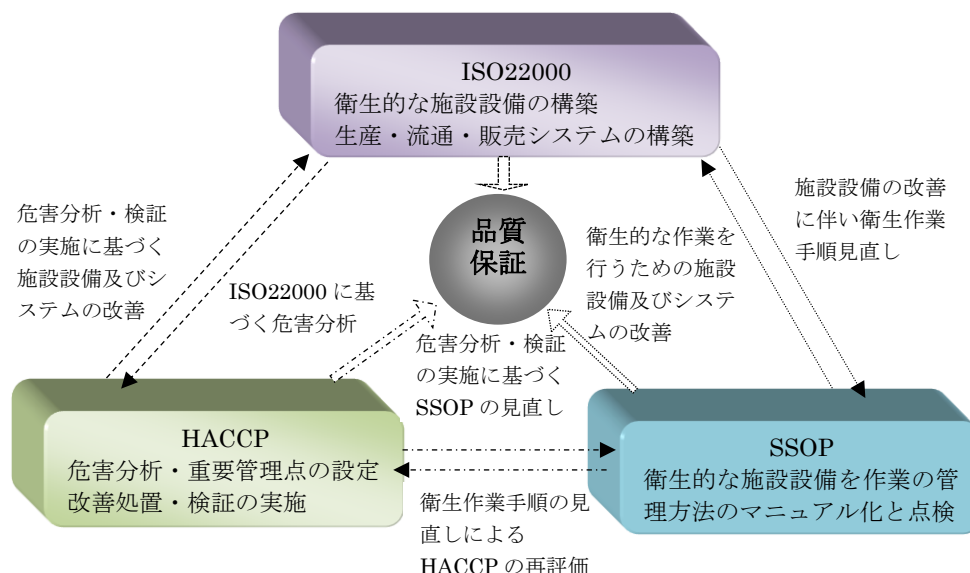 ISO22000
衛生的な施設設備の構築
生産・流通・販売システムの構築
危害分析・検証
の実施に基づく
施設設備及びシ
ステムの改善
ISO22000 に基
づく危害分析
品質
保証
衛生的な作業を
行うための施設
設備及びシステ
ムの改善
施設設備の改善
に伴い衛生作業
手順見直し
危害分析・検証
の実施に基づく
SSOP の見直し
HACCP
危害分析・重要管理点の設定
改善処置・検証の実施
SSOP
衛生的な施設設備を作業の管
理方法のマニュアル化と点検
衛生作業手順の見
直しによる
HACCP の再評価